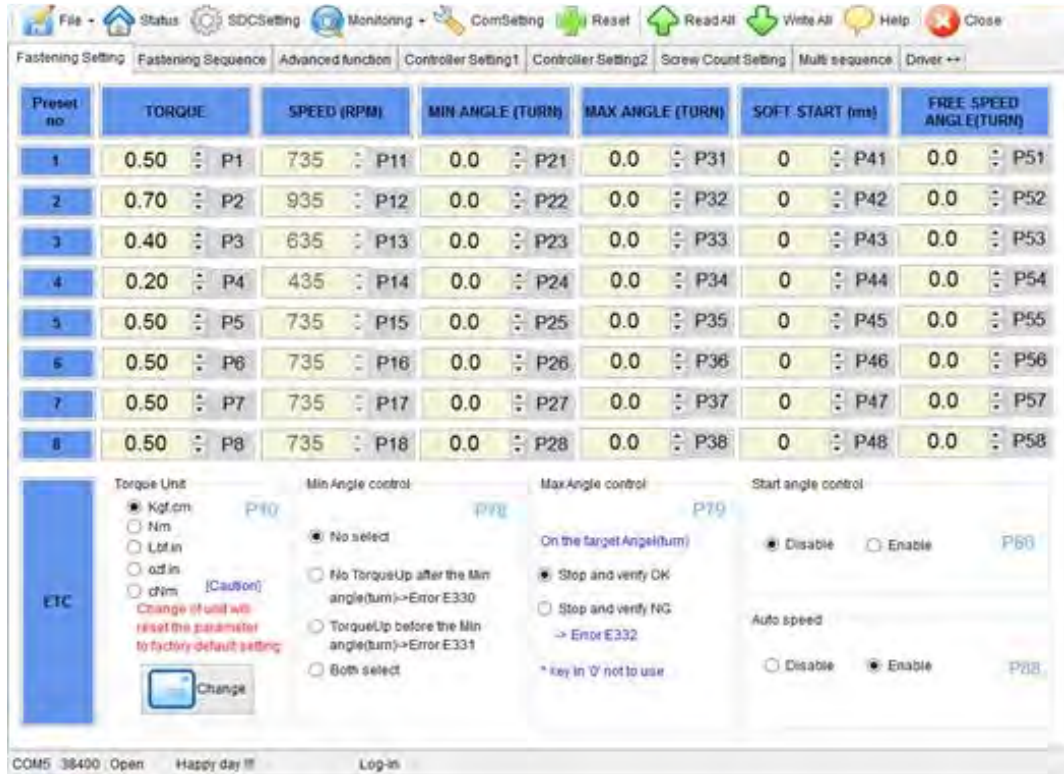 File Status SDCSetting Monitoring ComSetting Reset Read All Write All Help Close
Fastening Setting Fastening Sequence Advanced function Controller Setting1 Controller Setting2 Screw Count Setting Multi sequence Driver ↔
Preset no TORQUE SPEED (RPM) MIN ANGLE (TURN) MAX ANGLE (TURN) SOFT START (ms) FREE SPEED ANGLE(TURN)
1 0.50 P1 735 P11 0.0 P21 0.0 P31 0 P41 0.0 P51
2 0.70 P2 935 P12 0.0 P22 0.0 P32 0 P42 0.0 P52
3 0.40 P3 635 P13 0.0 P23 0.0 P33 0 P43 0.0 P53
4 0.20 P4 435 P14 0.0 P24 0.0 P34 0 P44 0.0 P54
5 0.50 P5 735 P15 0.0 P25 0.0 P35 0 P45 0.0 P55
6 0.50 P6 735 P16 0.0 P26 0.0 P36 0 P46 0.0 P56
7 0.50 P7 735 P17 0.0 P27 0.0 P37 0 P47 0.0 P57
8 0.50 P8 735 P18 0.0 P28 0.0 P38 0 P48 0.0 P58
ETC
Torque Unit
Kgf.cm
Nm
Lbf.in
ozf.in
cNm
[Caution]
Change of unit will
reset the parameter
to factory default setting
Change
Min Angle control
No select
No TorqueUp after the Min
angle(turn)->Error E330
TorqueUp before the Min
angle(turn)->Error E331
Both select
Max Angle control
P79
On the target Angel(turn)
Stop and verify OK
Stop and verify NG
-> Error E332
* key in '0' not to use
Start angle control
Disable Enable
Auto speed
Disable Enable
COM5 38400 Open Happy day !!! Log-in